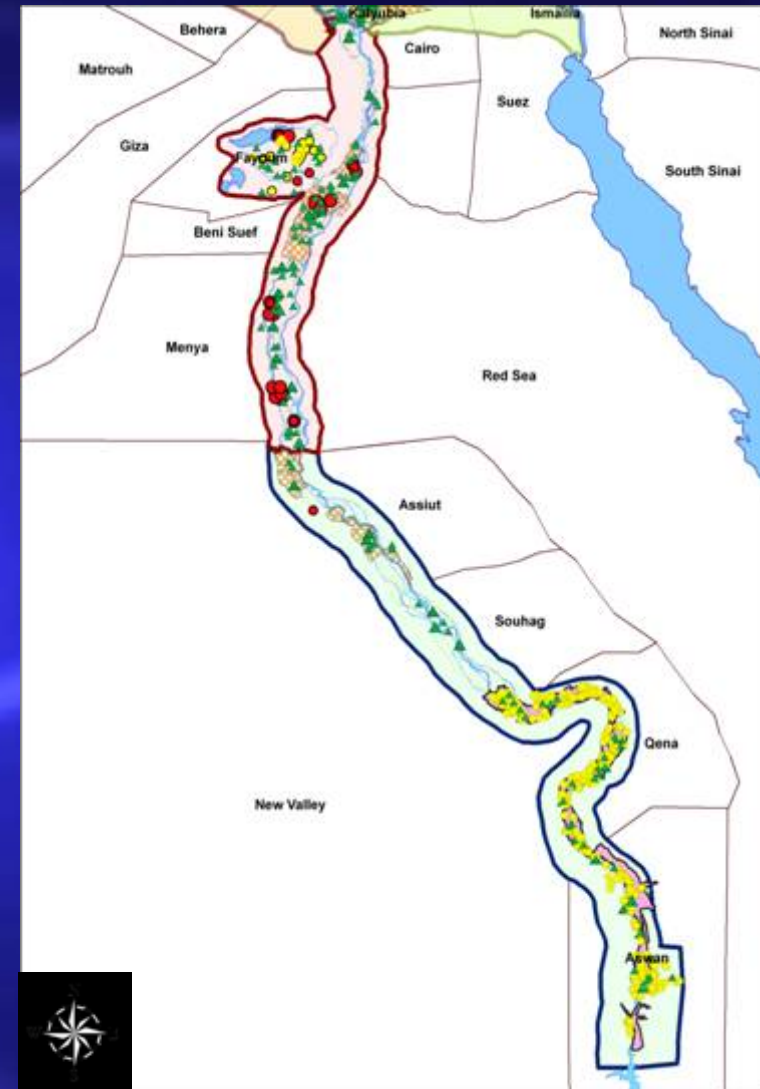 Kalyubia
Ismailia
Behera
North Sinai
Cairo
Matrouh
Suez
Giza
Fayoum
South Sinai
Beni Suef
Menya
Red Sea
Assiut
Souhag
Qena
New Valley
Aswan
N
S